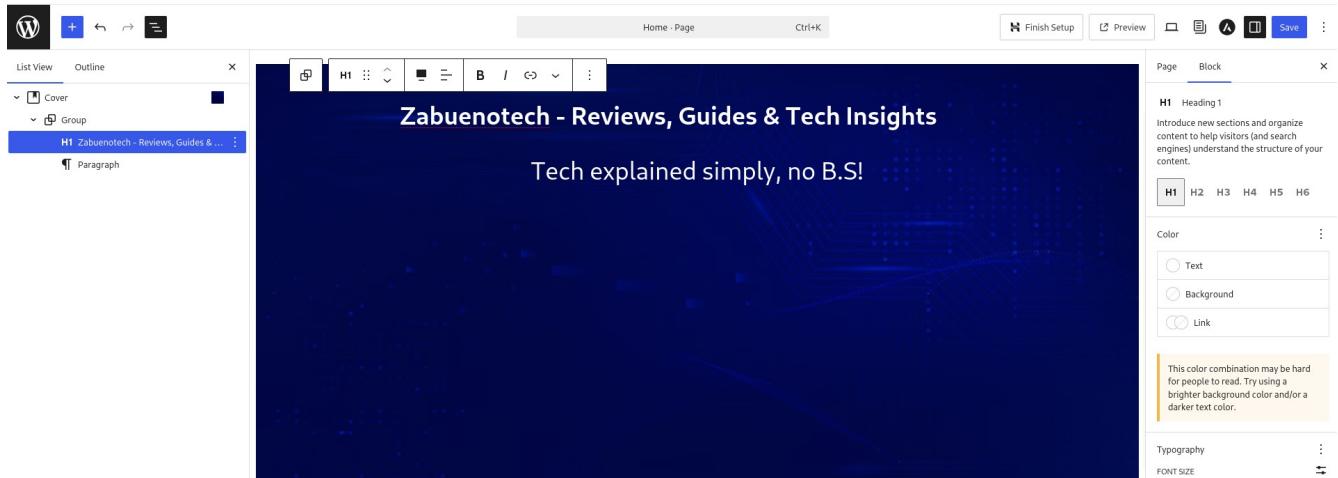 Home · Page Ctrl+K
Finish Setup
Preview
Save
List View Outline
Cover
Group
H1 Zabuenotech - Reviews, Guides & ...
Paragraph
H1
B I
Zabuenotech - Reviews, Guides & Tech Insights
Tech explained simply, no B.S!
Page Block
H1 Heading 1
Introduce new sections and organize
content to help visitors (and search
engines) understand the structure of your
content.
H1 H2 H3 H4 H5 H6
Color
Text
Background
Link
This color combination may be hard
for people to read. Try using a
brighter background color and/or a
darker text color.
Typography
FONT SIZE